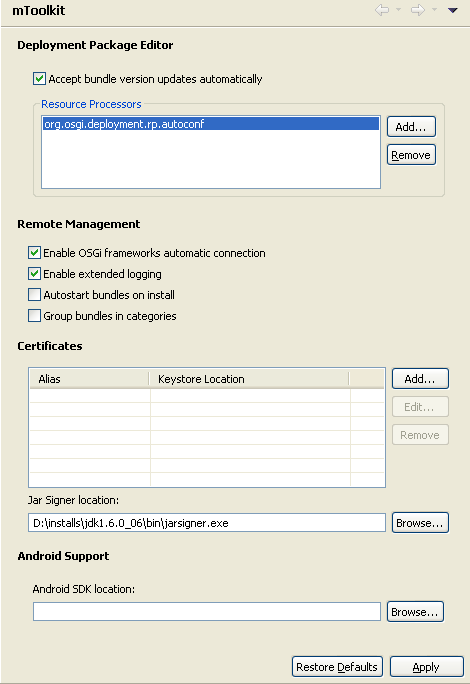 mToolkit
Deployment Package Editor
Accept bundle version updates automatically
Resource Processors
org.osgi.deployment.rp.autoconf
Add...
Remove
Remote Management
Enable OSGi frameworks automatic connection
Enable extended logging
Autostart bundles on install
Group bundles in categories
Certificates
Alias Keystore Location
Add...
Edit...
Remove
Jar Signer location:
D:\installs\jdk1.6.0_06\bin\jarsigner.exe Browse...
Android Support
Android SDK location:
Browse...
Restore Defaults Apply